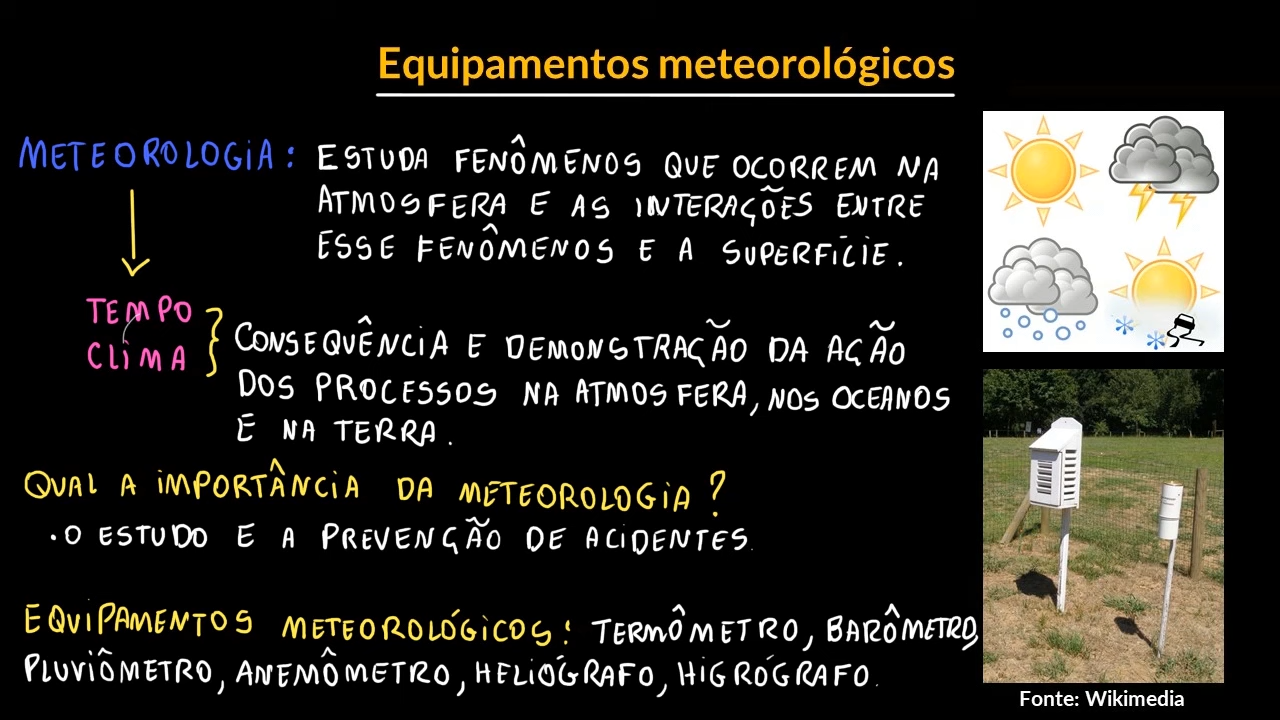 Equipamentos meteorológicos
METEOROLOGIA: ESTUDA FENÔMENOS QUE OCORREM NA
ATMOSFERA E AS INTERAÇÕES ENTRE
ESSE FENÔMENOS E A SUPERFÍCIE.
TEMPO
CLIMA
CONSEQUÊNCIA E DEMONSTRAÇÃO DA AÇÃO
DOS PROCESSOS NA ATMOSFERA, NOS OCEANOS
E NA TERRA.
QUAL A IMPORTÂNCIA DA METEOROLOGIA?
• O ESTUDO E A PREVENÇÃO DE ACIDENTES.
EQUIPAMENTOS METEOROLÓGICOS: TERMÔMETRO, BARÔMETRO,
PLUVIÔMETRO, ANEMÔMETRO, HELIÓGRAFO, HIGRÓGRAFO.
Fonte: Wikimedia